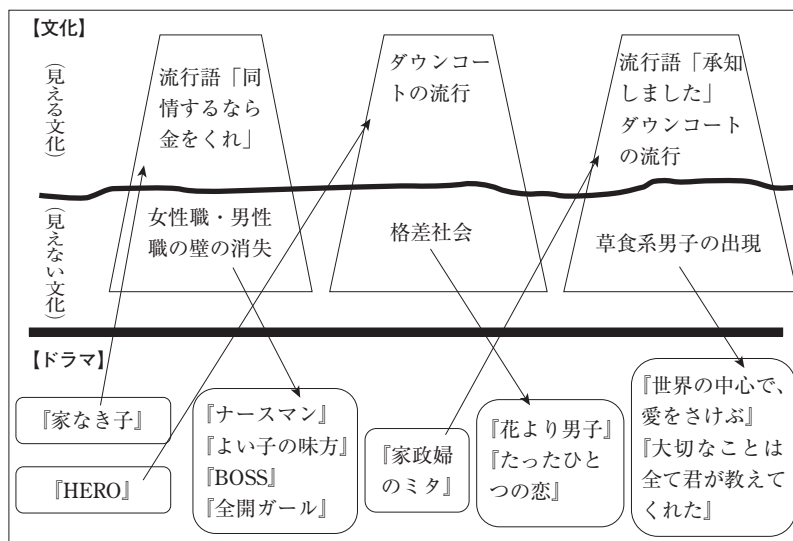 【文化】
(見える文化)
流行語「同
情するなら
金をくれ」
ダウンコー
トの流行
流行語「承知
しました」
ダウンコート
の流行
(見えない文化)
女性職・男性
職の壁の消失
格差社会
草食系男子の出現
【ドラマ】
『家なき子』
『HERO』
『ナースマン』
『よい子の味方』
『BOSS』
『全開ガール』
『家政婦
のミタ』
『花より男子』
『たったひと
つの恋』
『世界の中心で、
愛をさけぶ』
『大切なことは
全て君が教えて
くれた』